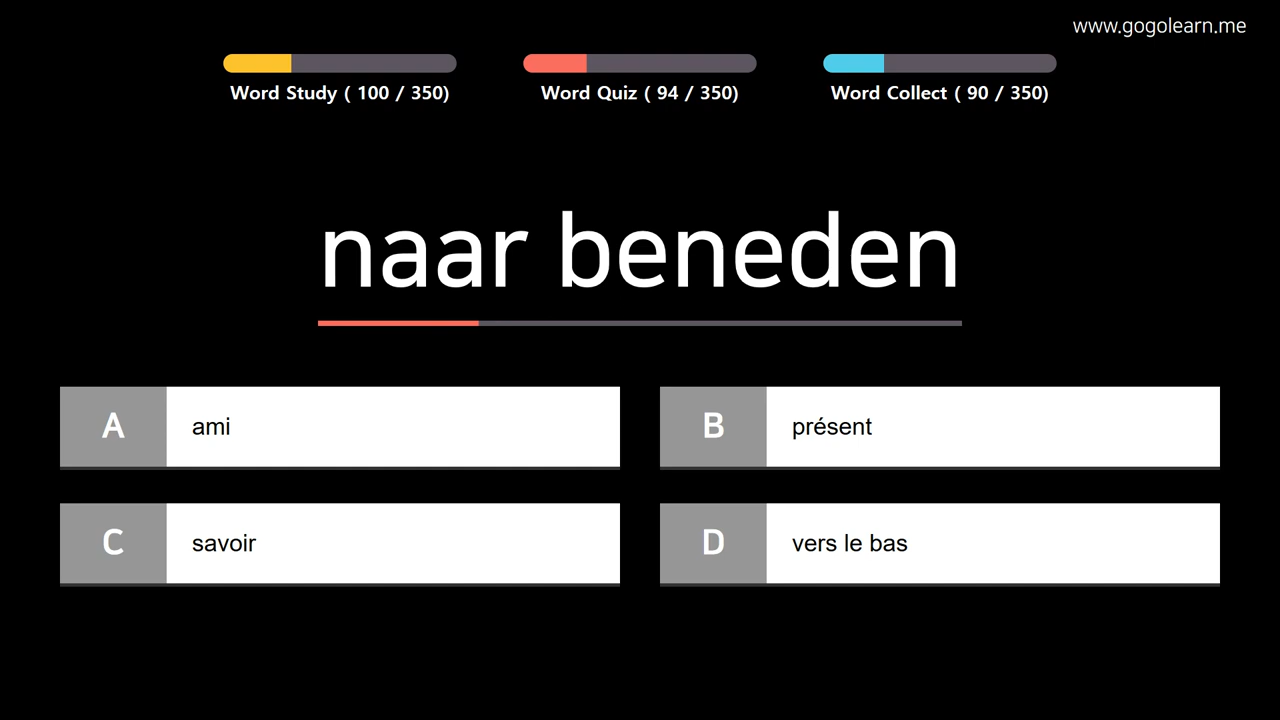 www.gogolearn.me
Word Study ( 100 / 350)
Word Quiz ( 94 / 350)
Word Collect ( 90 / 350)
naar beneden
A
ami
B
présent
C
savoir
D
vers le bas